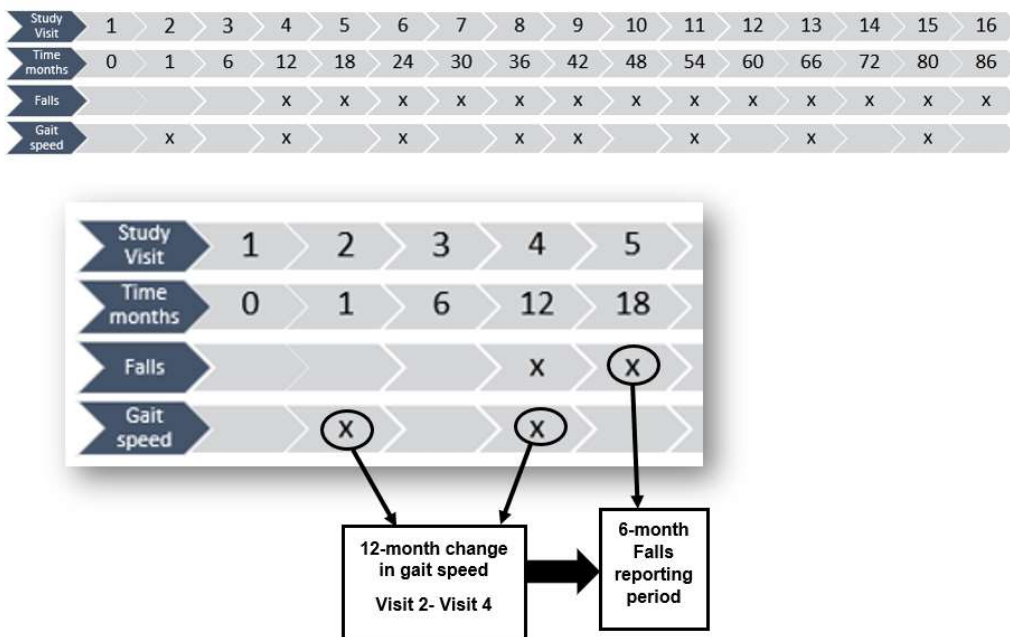 Study Visit 1 2 3 4 5 6 7 8 9 10 11 12 13 14 15 16
Time months 0 1 6 12 18 24 30 36 42 48 54 60 66 72 80 86
Falls x x x x x x x x x x x x x
Gait speed x x x x x x x x
Study Visit 1 2 3 4 5
Time months 0 1 6 12 18
Falls x x
Gait speed x x
12-month change
in gait speed
Visit 2- Visit 4
6-month
Falls
reporting
period